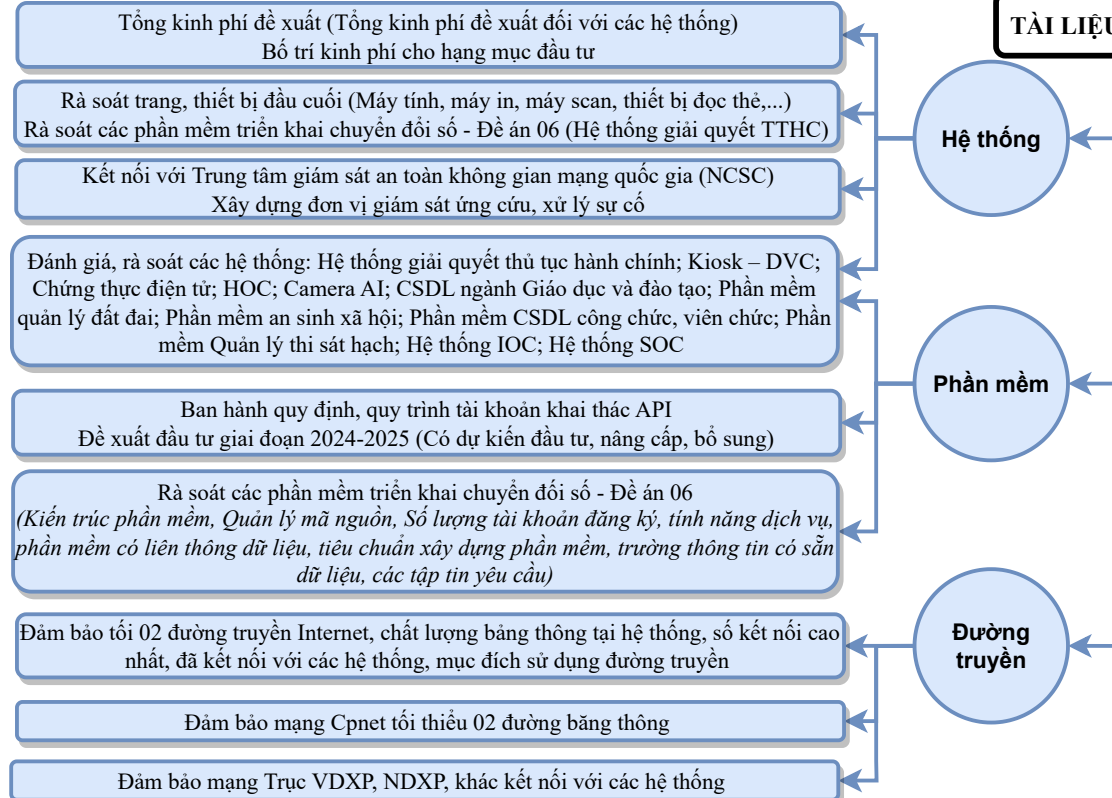 TÀI LIỆU
Tổng kinh phí đề xuất (Tổng kinh phí đề xuất đối với các hệ thống)
Bố trí kinh phí cho hạng mục đầu tư
Rà soát trang, thiết bị đầu cuối (Máy tính, máy in, máy scan, thiết bị đọc thẻ,...)
Rà soát các phần mềm triển khai chuyển đổi số - Đề án 06 (Hệ thống giải quyết TTHC)
Hệ thống
Kết nối với Trung tâm giám sát an toàn không gian mạng quốc gia (NCSC)
Xây dựng đơn vị giám sát ứng cứu, xử lý sự cố
Đánh giá, rà soát các hệ thống: Hệ thống giải quyết thủ tục hành chính; Kiosk – DVC;
Chứng thực điện tử; HOC; Camera AI; CSDL ngành Giáo dục và đào tạo; Phần mềm
quản lý đất đai; Phần mềm an sinh xã hội; Phần mềm CSDL công chức, viên chức; Phần
mềm Quản lý thi sát hạch; Hệ thống IOC; Hệ thống SOC
Phần mềm
Ban hành quy định, quy trình tài khoản khai thác API
Đề xuất đầu tư giai đoạn 2024-2025 (Có dự kiến đầu tư, nâng cấp, bổ sung)
Rà soát các phần mềm triển khai chuyển đối số - Đề án 06
(Kiến trúc phần mềm, Quản lý mã nguồn, Số lượng tài khoản đăng ký, tính năng dịch vụ,
phần mềm có liên thông dữ liệu, tiêu chuẩn xây dựng phần mềm, trường thông tin có sẵn
dữ liệu, các tập tin yêu cầu)
Đảm bảo tối 02 đường truyền Internet, chất lượng bảng thông tại hệ thống, số kết nối cao
nhất, đã kết nối với các hệ thống, mục đích sử dụng đường truyền
Đường
truyền
Đảm bảo mạng Cpnet tối thiểu 02 đường băng thông
Đảm bảo mạng Trục VDXP, NDXP, khác kết nối với các hệ thống